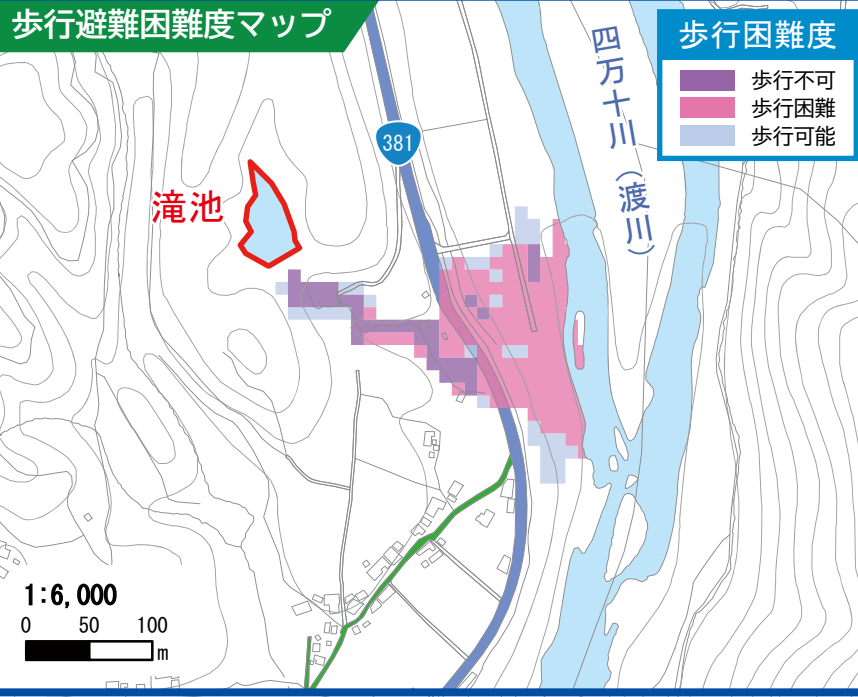 歩行避難困難度マップ
歩行困難度
歩行不可
歩行困難
歩行可能
四万十川(渡川)
381
滝池
1:6,000
0 50 100
m